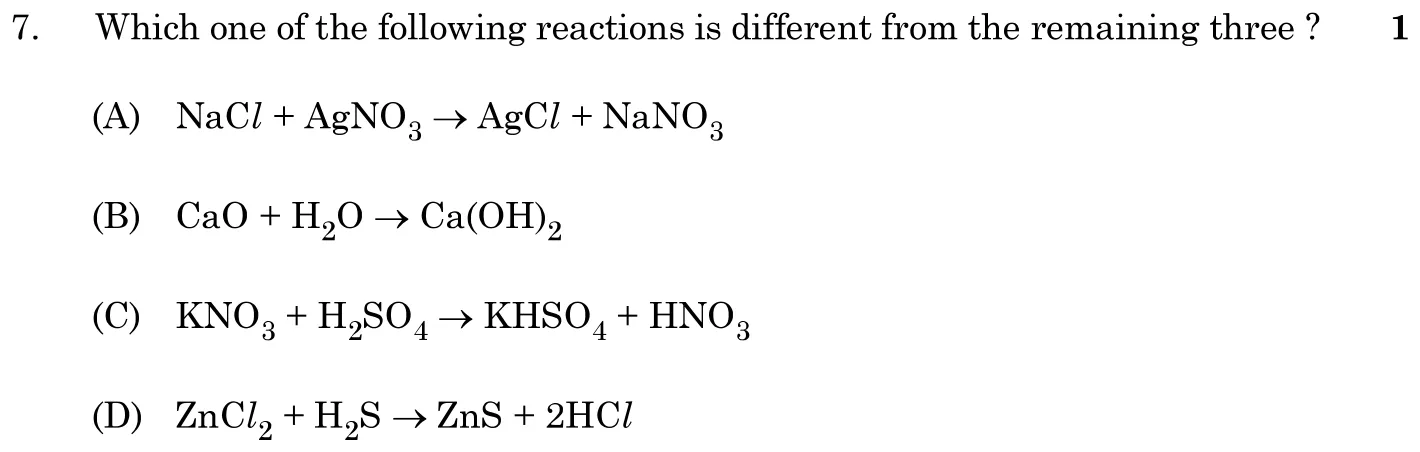 7. Which one of the following reactions is different from the remaining three ? 1
(A) NaCl + AgNO₃ → AgCl + NaNO₃
(B) CaO + H₂O → Ca(OH)₂
(C) KNO₃ + H₂SO₄ → KHSO₄ + HNO₃
(D) ZnCl₂ + H₂S → ZnS + 2HCl